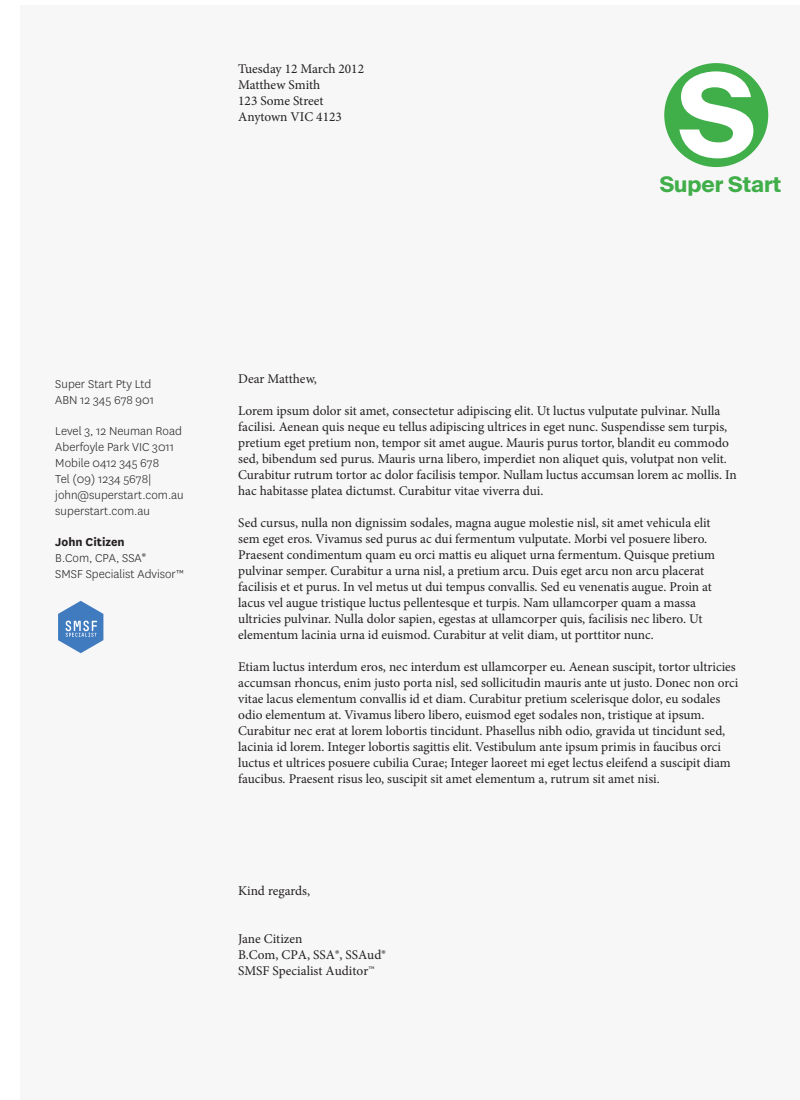 Tuesday 12 March 2012
Matthew Smith
123 Some Street
Anytown VIC 4123
S
Super Start
Super Start Pty Ltd
ABN 12 345 678 901
Level 3, 12 Neuman Road
Aberfoyle Park VIC 3011
Mobile 0412 345 678
Tel (09) 1234 5678|
john@superstart.com.au
superstart.com.au
John Citizen
B.Com, CPA, SSA®
SMSF Specialist Advisor™
SMSF
SPECIALIST
Dear Matthew,
Lorem ipsum dolor sit amet, consectetur adipiscing elit. Ut luctus vulputate pulvinar. Nulla
facilisi. Aenean quis neque eu tellus adipiscing ultrices in eget nunc. Suspendisse sem turpis,
pretium eget pretium non, tempor sit amet augue. Mauris purus tortor, blandit eu commodo
sed, bibendum sed purus. Mauris urna libero, imperdiet non aliquet quis, volutpat non velit.
Curabitur rutrum tortor ac dolor facilisis tempor. Nullam luctus accumsan lorem ac mollis. In
hac habitasse platea dictumst. Curabitur vitae viverra dui.
Sed cursus, nulla non dignissim sodales, magna augue molestie nisl, sit amet vehicula elit
sem eget eros. Vivamus sed purus ac dui fermentum vulputate. Morbi vel posuere libero.
Praesent condimentum quam eu orci mattis eu aliquet urna fermentum. Quisque pretium
pulvinar semper. Curabitur a urna nisl, a pretium arcu. Duis eget arcu non arcu placerat
facilisis et et purus. In vel metus ut dui tempus convallis. Sed eu venenatis augue. Proin at
lacus vel augue tristique luctus pellentesque et turpis. Nam ullamcorper quam a massa
ultricies pulvinar. Nulla dolor sapien, egestas at ullamcorper quis, facilisis nec libero. Ut
elementum lacinia urna id euismod. Curabitur at velit diam, ut porttitor nunc.
Etiam luctus interdum eros, nec interdum est ullamcorper eu. Aenean suscipit, tortor ultricies
accumsan rhoncus, enim justo porta nisl, sed sollicitudin mauris ante ut justo. Donec non orci
vitae lacus elementum convallis id et diam. Curabitur pretium scelerisque dolor, eu sodales
odio elementum at. Vivamus libero libero, euismod eget sodales non, tristique at ipsum.
Curabitur nec erat at lorem lobortis tincidunt. Phasellus nibh odio, gravida ut tincidunt sed,
lacinia id lorem. Integer lobortis sagittis elit. Vestibulum ante ipsum primis in faucibus orci
luctus et ultrices posuere cubilia Curae; Integer laoreet mi eget lectus eleifend a suscipit diam
faucibus. Praesent risus leo, suscipit sit amet elementum a, rutrum sit amet nisi.
Kind regards,
Jane Citizen
B.Com, CPA, SSA®, SSAud®
SMSF Specialist Auditor™